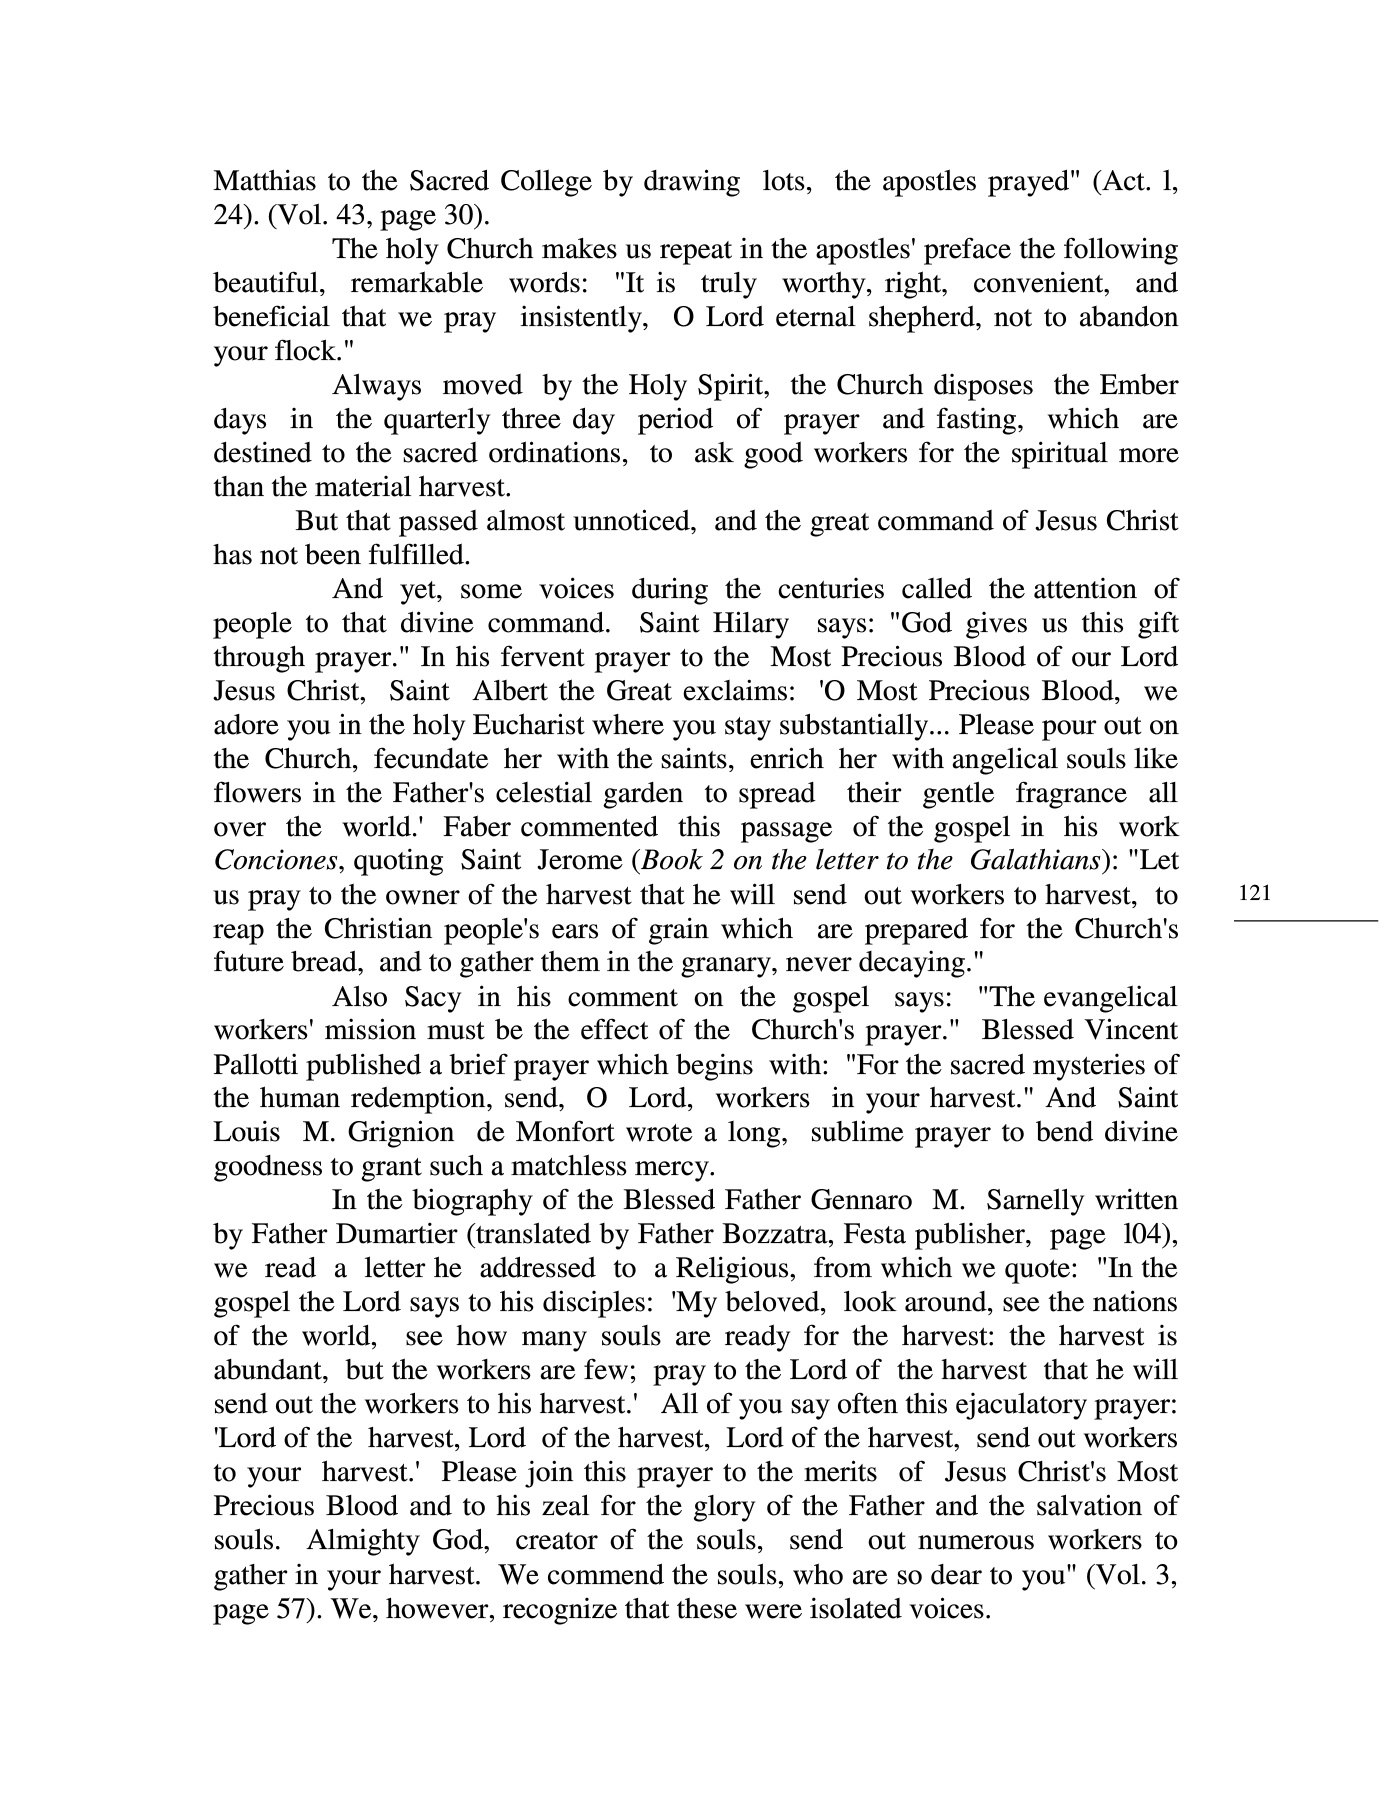 Matthias to the Sacred College by drawing lots, the apostles prayed" (Act. l,
24). (Vol. 43, page 30).
The holy Church makes us repeat in the apostles' preface the following
beautiful, remarkable words: "It is truly worthy, right, convenient, and
beneficial that we pray insistently, O Lord eternal shepherd, not to abandon
your flock."
Always moved by the Holy Spirit, the Church disposes the Ember
days in the quarterly three day period of prayer and fasting, which are
destined to the sacred ordinations, to ask good workers for the spiritual more
than the material harvest.
But that passed almost unnoticed, and the great command of Jesus Christ
has not been fulfilled.
And yet, some voices during the centuries called the attention of
people to that divine command. Saint Hilary says: "God gives us this gift
through prayer." In his fervent prayer to the Most Precious Blood of our Lord
Jesus Christ, Saint Albert the Great exclaims: 'O Most Precious Blood, we
adore you in the holy Eucharist where you stay substantially... Please pour out on
the Church, fecundate her with the saints, enrich her with angelical souls like
flowers in the Father's celestial garden to spread their gentle fragrance all
over the world.' Faber commented this passage of the gospel in his work
Conciones, quoting Saint Jerome (Book 2 on the letter to the Galathians): "Let
us pray to the owner of the harvest that he will send out workers to harvest, to
reap the Christian people's ears of grain which are prepared for the Church's
future bread, and to gather them in the granary, never decaying."
Also Sacy in his comment on the gospel says: "The evangelical
workers' mission must be the effect of the Church's prayer." Blessed Vincent
Pallotti published a brief prayer which begins with: "For the sacred mysteries of
the human redemption, send, O Lord, workers in your harvest." And Saint
Louis M. Grignion de Monfort wrote a long, sublime prayer to bend divine
goodness to grant such a matchless mercy.
In the biography of the Blessed Father Gennaro M. Sarnelly written
by Father Dumartier (translated by Father Bozzatra, Festa publisher, page l04),
we read a letter he addressed to a Religious, from which we quote: "In the
gospel the Lord says to his disciples: 'My beloved, look around, see the nations
of the world, see how many souls are ready for the harvest: the harvest is
abundant, but the workers are few; pray to the Lord of the harvest that he will
send out the workers to his harvest.' All of you say often this ejaculatory prayer:
'Lord of the harvest, Lord of the harvest, Lord of the harvest, send out workers
to your harvest.' Please join this prayer to the merits of Jesus Christ's Most
Precious Blood and to his zeal for the glory of the Father and the salvation of
souls. Almighty God, creator of the souls, send out numerous workers to
gather in your harvest. We commend the souls, who are so dear to you" (Vol. 3,
page 57). We, however, recognize that these were isolated voices.
121